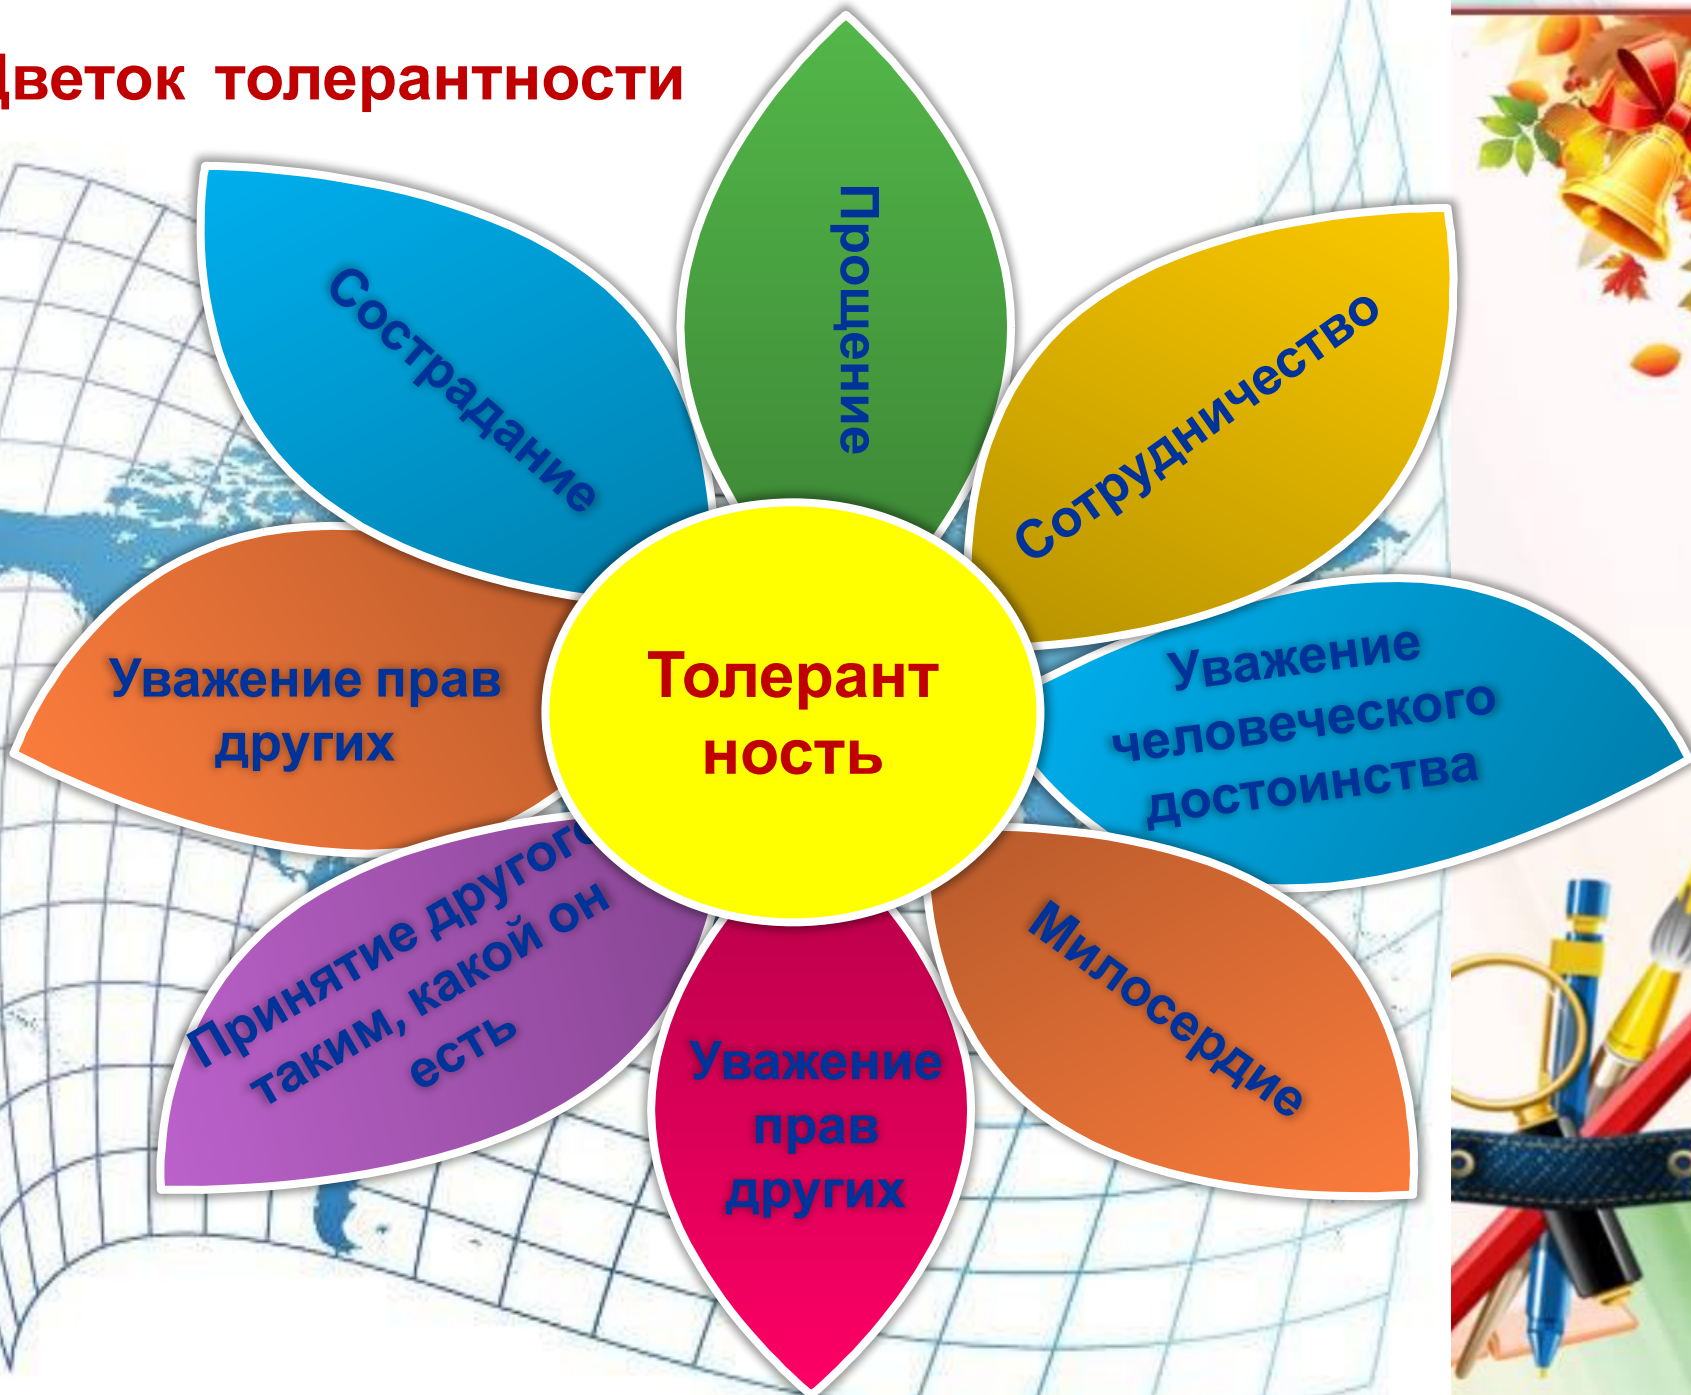 Цветок толерантности
Прощение
Сострадание
Сотрудничество
Уважение прав
других
Толерант
ность
Уважение
человеческого
достоинства
Принятие другого
таким, какой он
есть
Уважение
прав
других
Милосердие